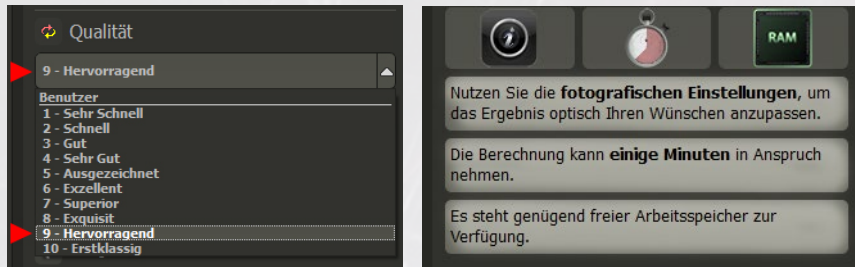 Qualität
9 - Hervorragend
Benutzer
1 - Sehr Schnell
2 - Schnell
3 - Gut
4 - Sehr Gut
5 - Ausgezeichnet
6 - Exzellent
7 - Superior
8 - Exquisit
9 - Hervorragend
10 - Erstklassig
RAM
Nutzen Sie die fotografischen Einstellungen, um
das Ergebnis optisch Ihren Wünschen anzupassen.
Die Berechnung kann einige Minuten in Anspruch
nehmen.
Es steht genügend freier Arbeitsspeicher zur
Verfügung.